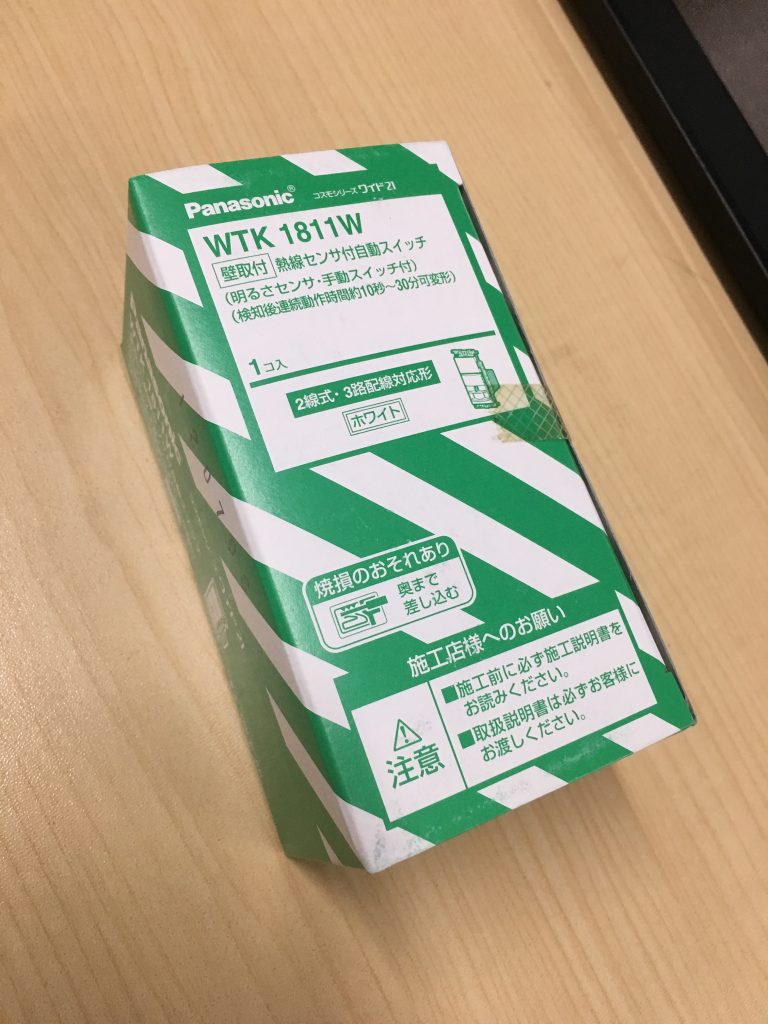 Panasonic® コスモシリーズ ワイド21
WTK 1811W
壁取付 熱線センサ付自動スイッチ
(明るさセンサ・手動スイッチ付)
(検知後連続動作時間約10秒～30分可変形)
1コ入
2線式・3路配線対応形
ホワイト
焼損のおそれあり
奥まで
差し込む
施工店様へのお願い
注意
■施工前に必ず施工説明書を
お読みください。
■取扱説明書は必ずお客様に
お渡しください。